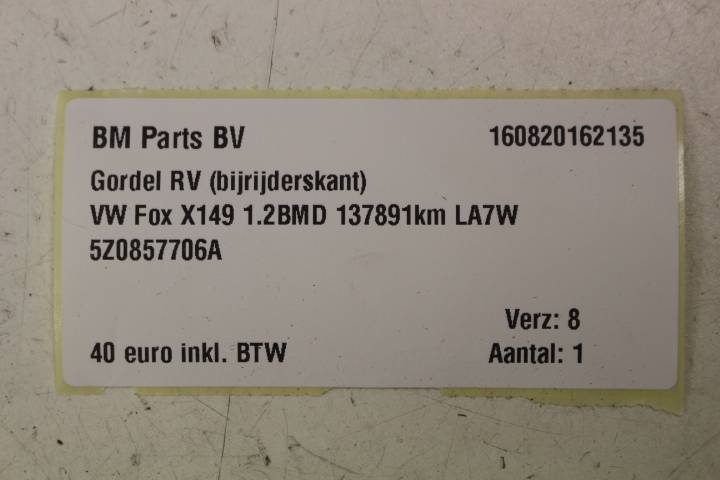 BM Parts BV 160820162135
Gordel RV (bijrijderskant)
VW Fox X149 1.2BMD 137891km LA7W
5Z0857706A
Verz: 8
40 euro inkl. BTW Aantal: 1